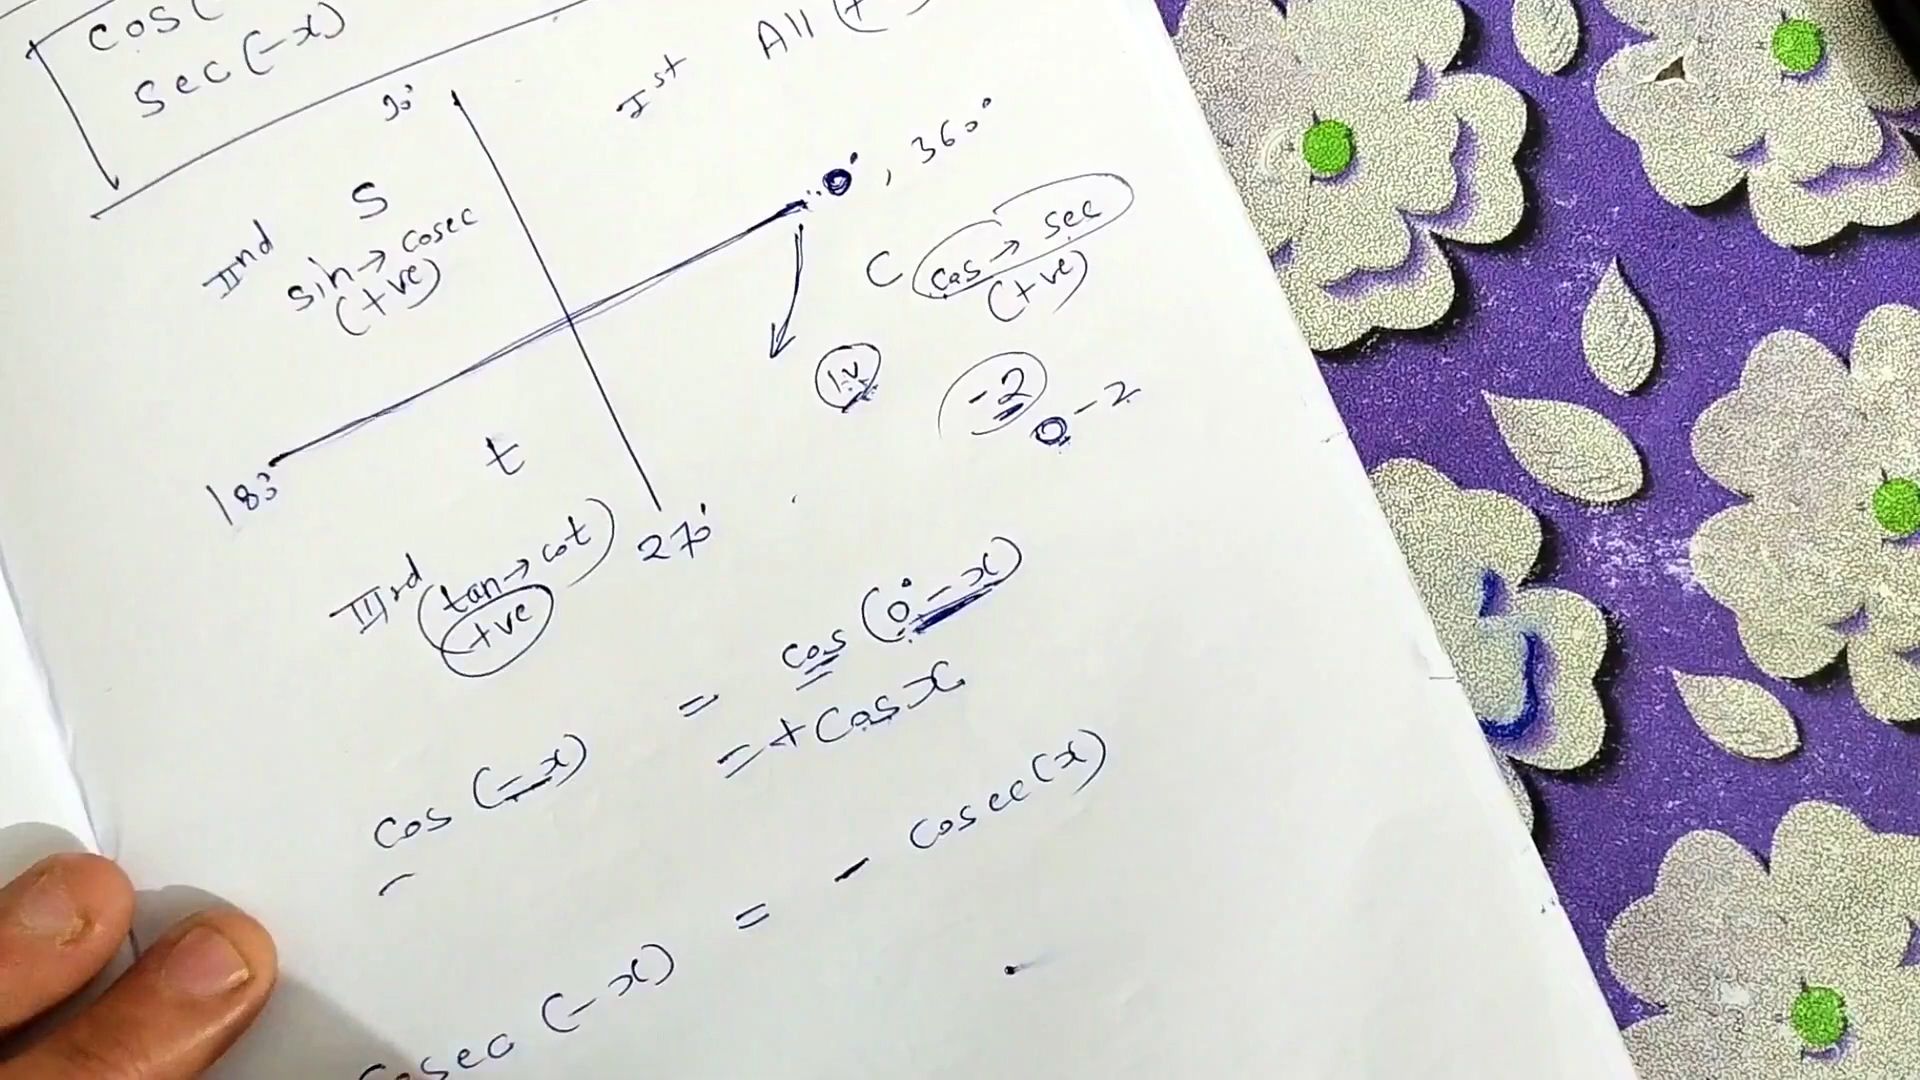 cos(
sec(-x)
90°
Ist All (+
0°, 360°
IInd S
sin→cosec
(+ve)
C cos→sec
(+ve)
IV
-2
0-2
180°
t
270°
IIIrd tan→cot
+ve
cos(-x) = cos(0°-x)
= + cosx
cosec(-x) = - cosec(x)